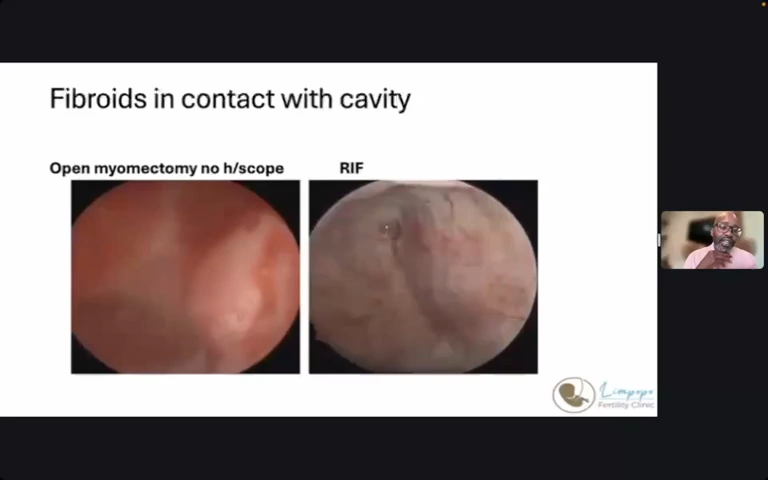 Fibroids in contact with cavity
Open myomectomy no h/scope
RIF
Limpopo
Fertility Clinic